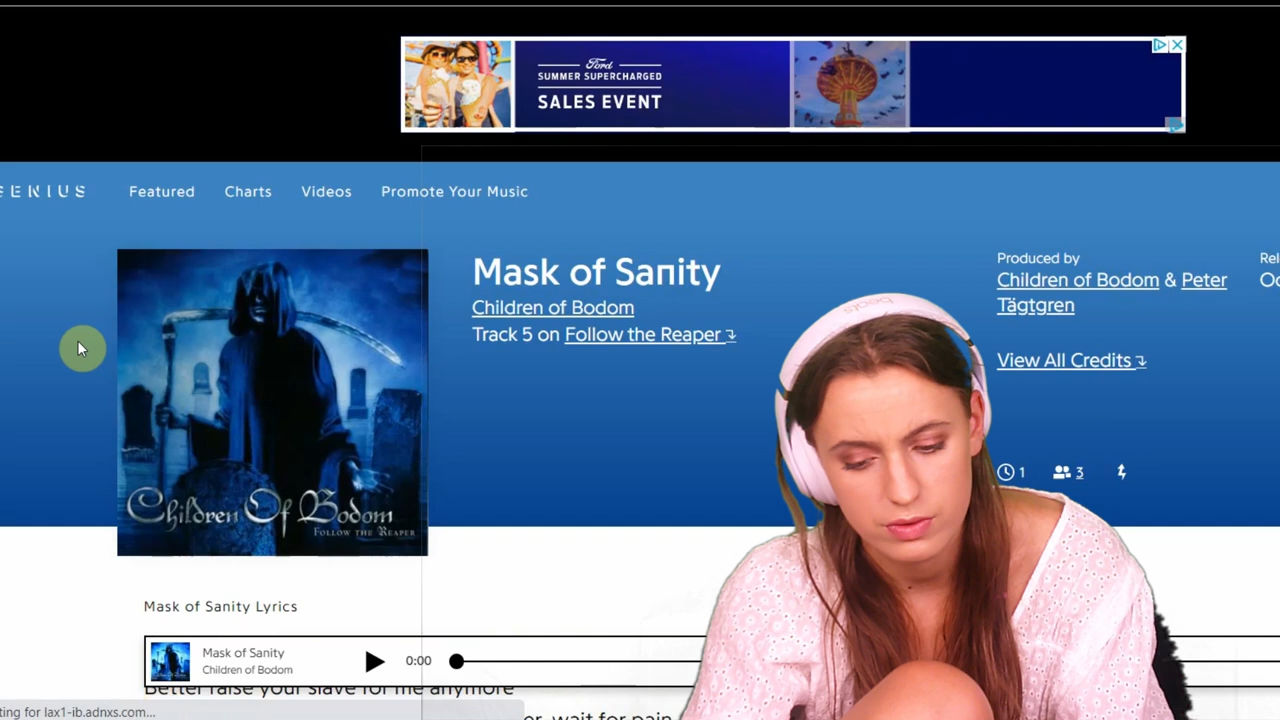 Ford
SUMMER SUPERCHARGED
SALES EVENT
GENIUS
Featured
Charts
Videos
Promote Your Music
Mask of Sanity
Children of Bodom
Track 5 on Follow the Reaper
Produced by
Children of Bodom & Peter
Tägtgren
View All Credits
1
3
Children Of Bodom
FOLLOW THE REAPER
Mask of Sanity Lyrics
Mask of Sanity
Children of Bodom
0:00
Better raise your slave for me anymore
wait for pain
lax1-ib.adnxs.com...